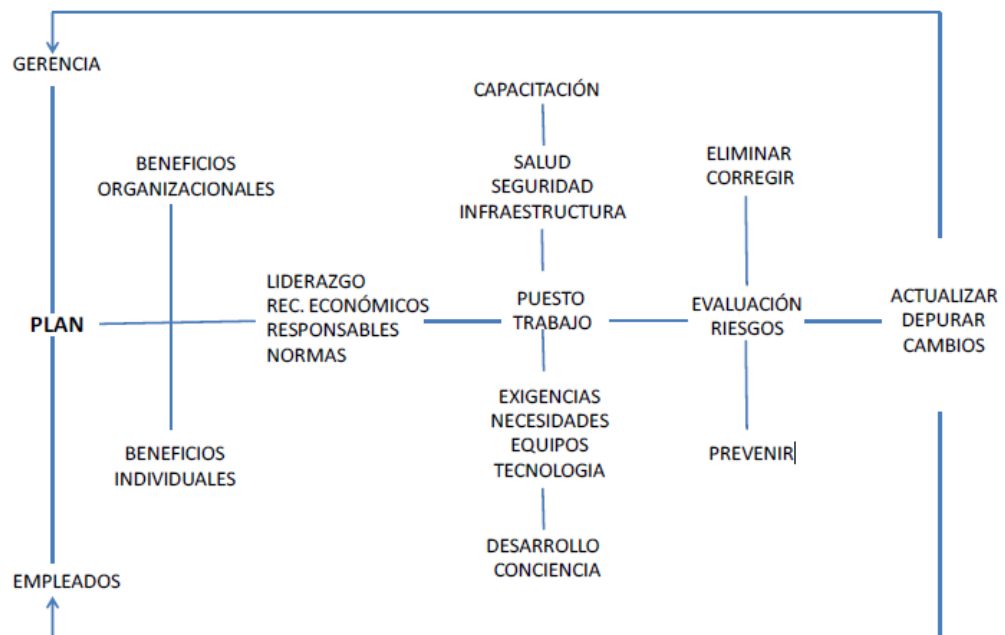 GERENCIA
CAPACITACIÓN
BENEFICIOS
ORGANIZACIONALES
SALUD
SEGURIDAD
INFRAESTRUCTURA
ELIMINAR
CORREGIR
PLAN
LIDERAZGO
REC. ECONÓMICOS
RESPONSABLES
NORMAS
PUESTO
TRABAJO
EVALUACIÓN
RIESGOS
ACTUALIZAR
DEPURAR
CAMBIOS
BENEFICIOS
INDIVIDUALES
EXIGENCIAS
NECESIDADES
EQUIPOS
TECNOLOGIA
PREVENIR
DESARROLLO
CONCIENCIA
EMPLEADOS